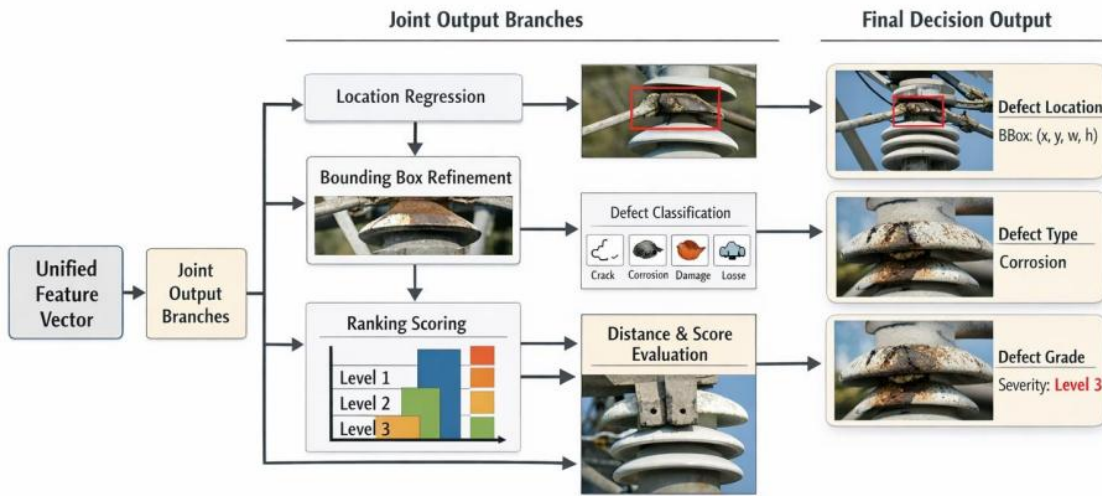 Joint Output Branches
Final Decision Output
Location Regression
Defect Location
BBox: (x, y, w, h)
Bounding Box Refinement
Defect Classification
Crack
Corrosion
Damage
Losse
Defect Type
Corrosion
Unified
Feature
Vector
Joint
Output
Branches
Ranking Scoring
Level 1
Level 2
Level 3
Distance & Score
Evaluation
Defect Grade
Severity: Level 3